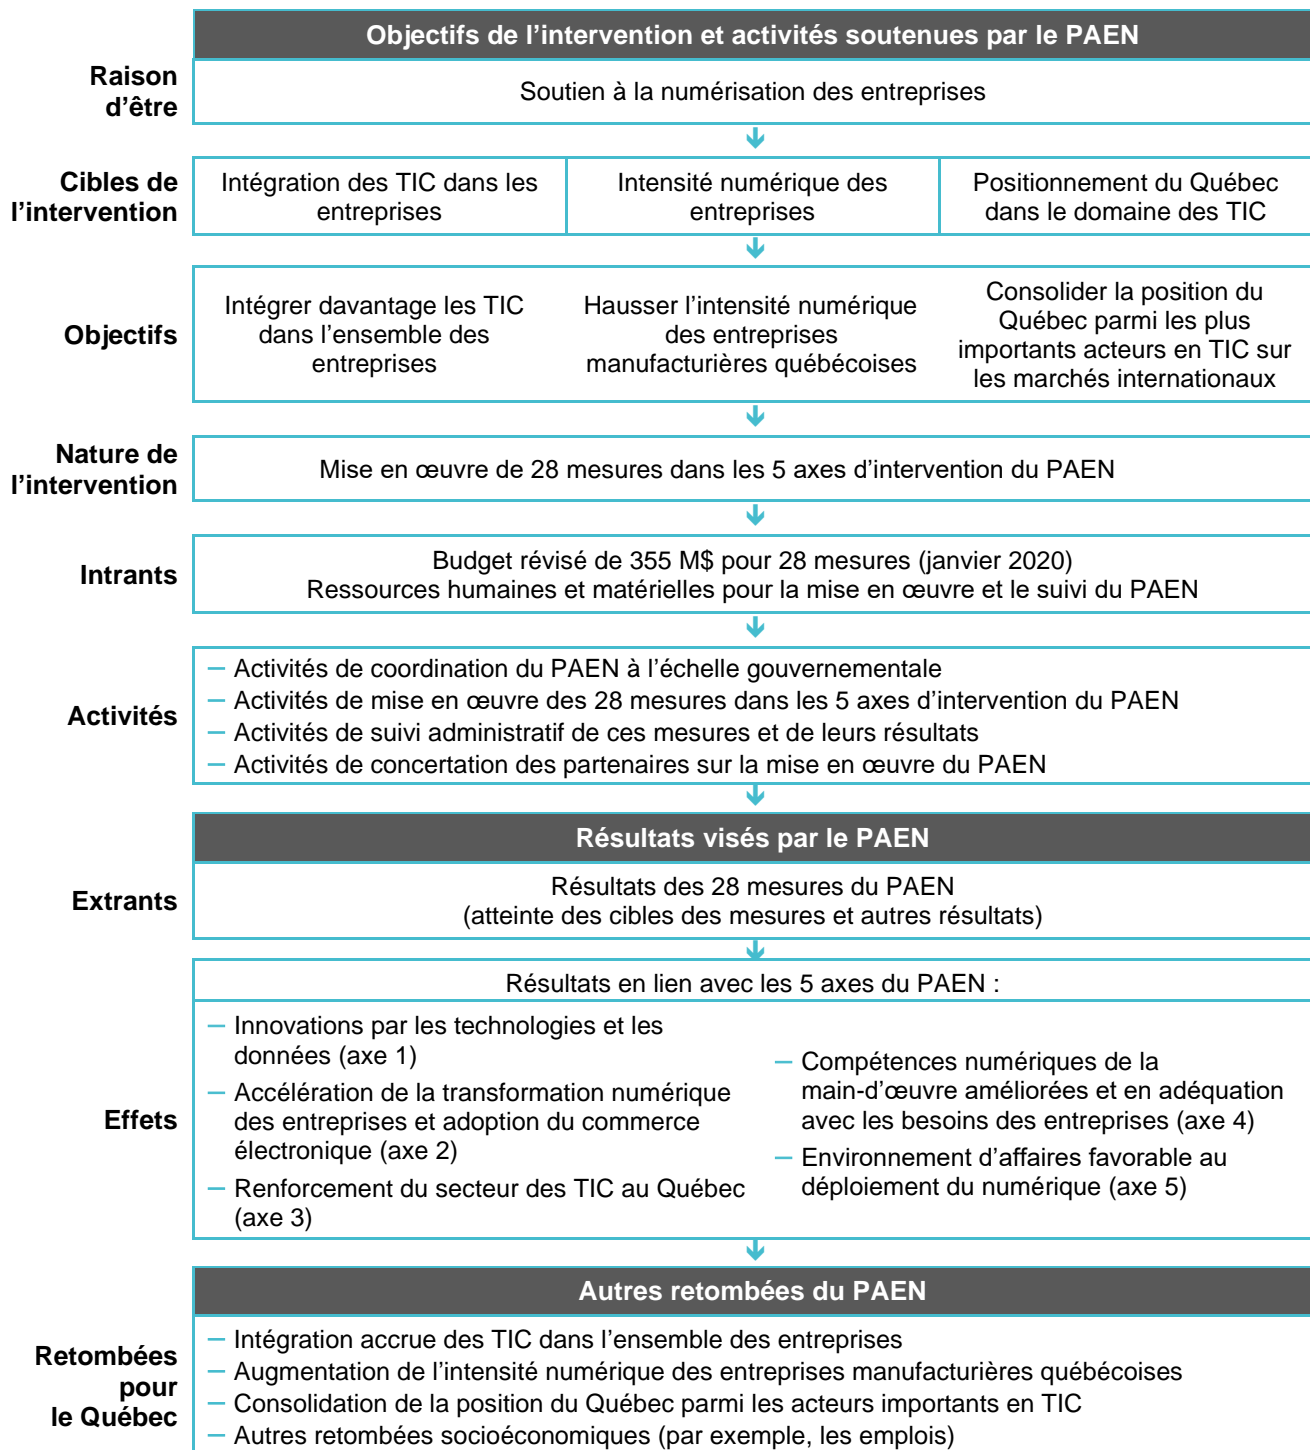 Objectifs de l’intervention et activités soutenues par le PAEN
Raison
d’être
Soutien à la numérisation des entreprises
Cibles de
l’intervention
Intégration des TIC dans les
entreprises
Intensité numérique des
entreprises
Positionnement du Québec
dans le domaine des TIC
Objectifs
Intégrer davantage les TIC
dans l’ensemble des
entreprises
Hausser l’intensité numérique
des entreprises
manufacturières québécoises
Consolider la position du
Québec parmi les plus
importants acteurs en TIC sur
les marchés internationaux
Nature de
l’intervention
Mise en œuvre de 28 mesures dans les 5 axes d’intervention du PAEN
Intrants
Budget révisé de 355 M$ pour 28 mesures (janvier 2020)
Ressources humaines et matérielles pour la mise en œuvre et le suivi du PAEN
Activités
— Activités de coordination du PAEN à l’échelle gouvernementale
— Activités de mise en œuvre des 28 mesures dans les 5 axes d’intervention du PAEN
— Activités de suivi administratif de ces mesures et de leurs résultats
— Activités de concertation des partenaires sur la mise en œuvre du PAEN
Résultats visés par le PAEN
Extrants
Résultats des 28 mesures du PAEN
(atteinte des cibles des mesures et autres résultats)
Effets
Résultats en lien avec les 5 axes du PAEN :
— Innovations par les technologies et les
données (axe 1)
— Accélération de la transformation numérique
des entreprises et adoption du commerce
électronique (axe 2)
— Renforcement du secteur des TIC au Québec
(axe 3)
— Compétences numériques de la
main-d’œuvre améliorées et en adéquation
avec les besoins des entreprises (axe 4)
— Environnement d’affaires favorable au
déploiement du numérique (axe 5)
Autres retombées du PAEN
Retombées
pour
le Québec
— Intégration accrue des TIC dans l’ensemble des entreprises
— Augmentation de l’intensité numérique des entreprises manufacturières québécoises
— Consolidation de la position du Québec parmi les acteurs importants en TIC
— Autres retombées socioéconomiques (par exemple, les emplois)